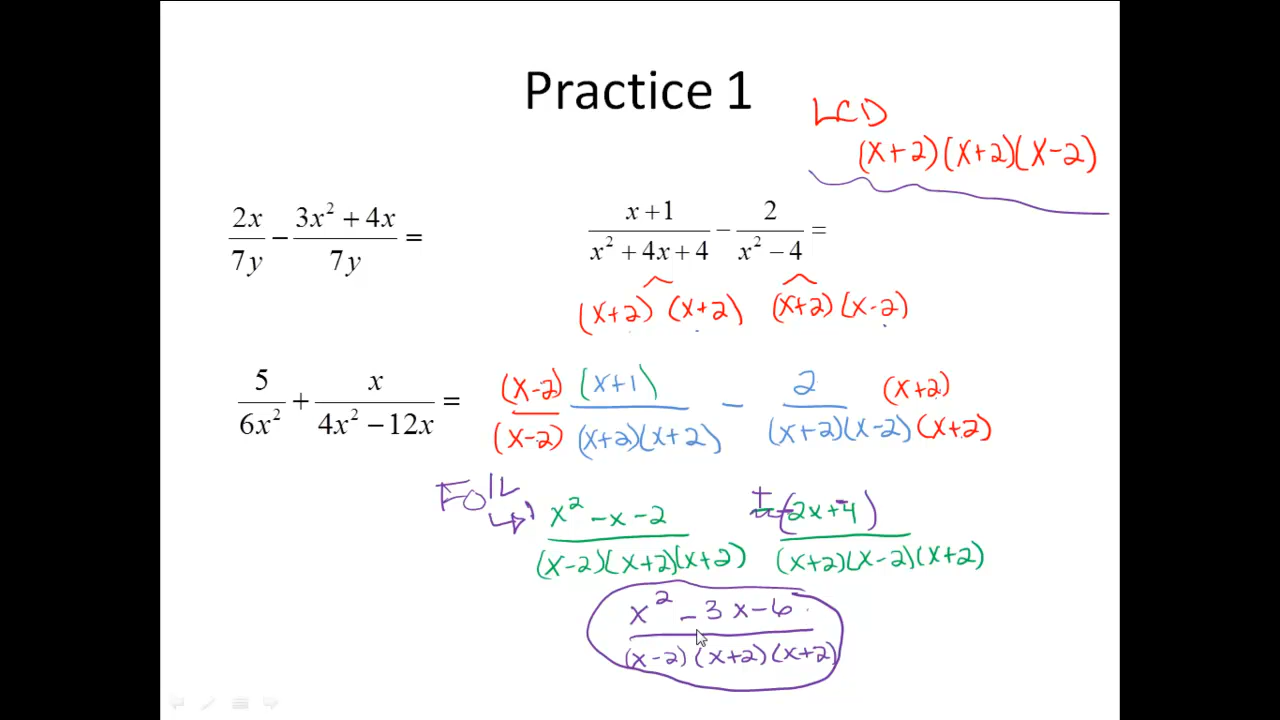 Practice 1
LCD
(x+2)(x+2)(x-2)
2x/7y − (3x² + 4x)/7y =
(x+1)/(x² + 4x + 4) − 2/(x² − 4) =
(x+2) (x+2) (x+2)(x-2)
5/6x² + x/(4x² − 12x) =
(x-2) (x+1) − 2 (x+2)
(x-2) (x+2)(x+2) (x+2)(x-2) (x+2)
FOIL
x² -x -2 + (-2x - 4)
(x-2)(x+2)(x+2) (x+2)(x-2)(x+2)
x² - 3x - 6
(x-2)(x+2)(x+2)